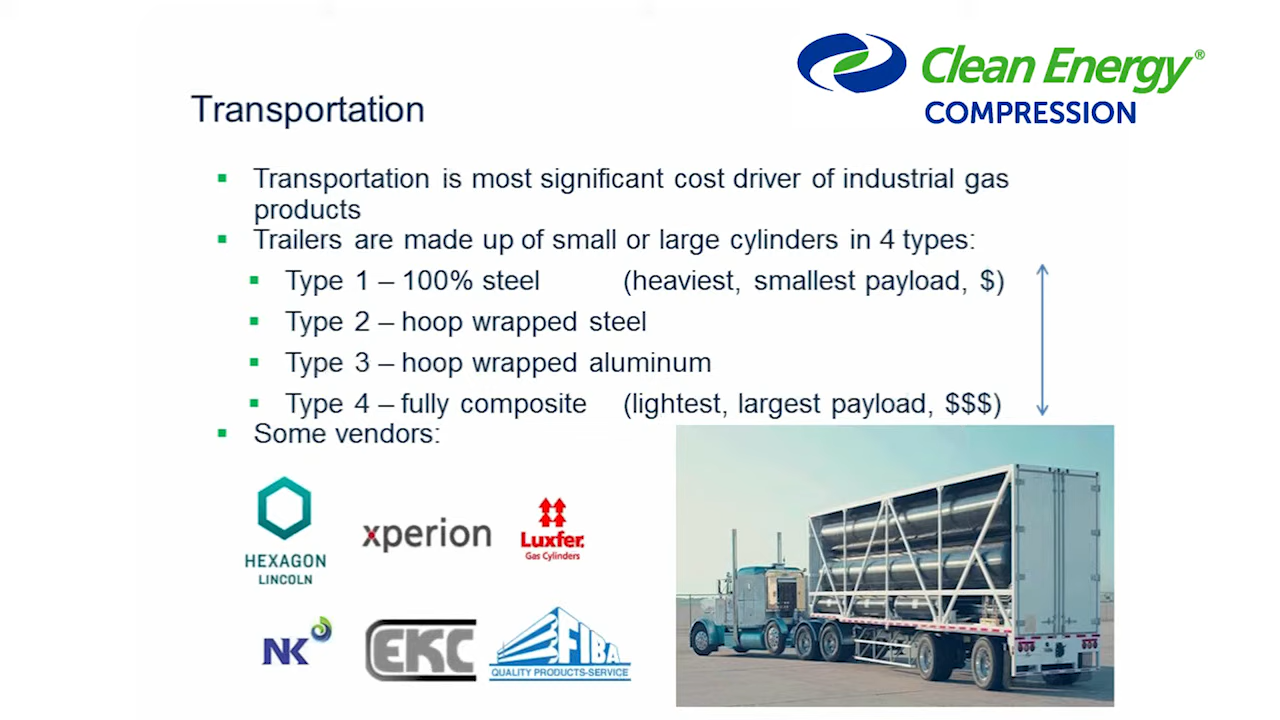 Clean Energy®
COMPRESSION
Transportation
Transportation is most significant cost driver of industrial gas
products
Trailers are made up of small or large cylinders in 4 types:
Type 1 – 100% steel (heaviest, smallest payload, $)
Type 2 – hoop wrapped steel
Type 3 – hoop wrapped aluminum
Type 4 – fully composite (lightest, largest payload, $$$)
Some vendors:
HEXAGON
LINCOLN
xperion
Luxfer
Gas Cylinders
NK
EKC
FIBA
QUALITY PRODUCTS-SERVICE